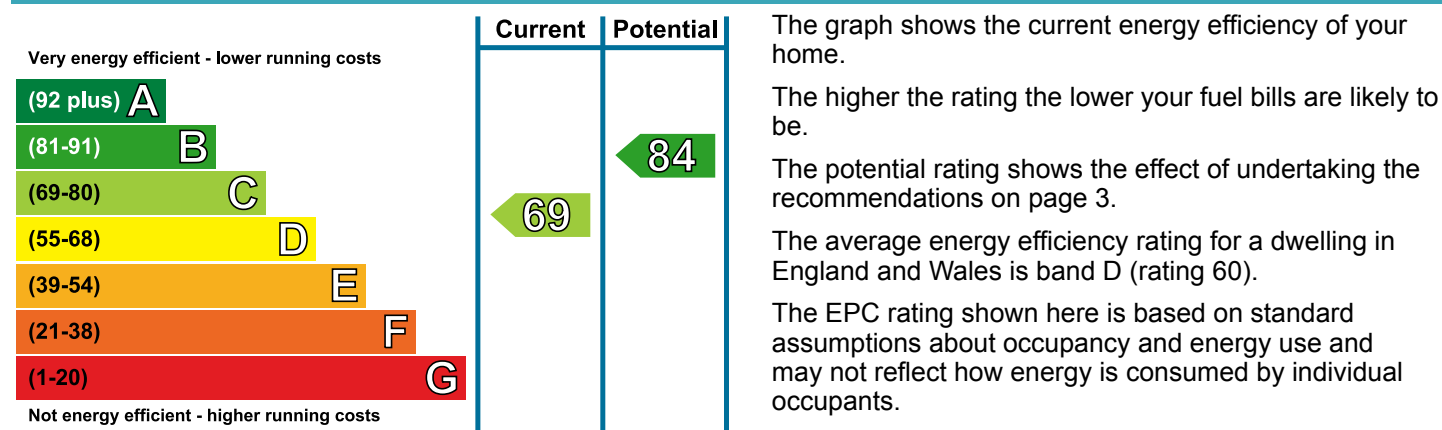 Current Potential
Very energy efficient - lower running costs
(92 plus) A
(81-91) B
84
(69-80) C
69
(55-68) D
(39-54) E
(21-38) F
(1-20) G
Not energy efficient - higher running costs
The graph shows the current energy efficiency of your
home.
The higher the rating the lower your fuel bills are likely to
be.
The potential rating shows the effect of undertaking the
recommendations on page 3.
The average energy efficiency rating for a dwelling in
England and Wales is band D (rating 60).
The EPC rating shown here is based on standard
assumptions about occupancy and energy use and
may not reflect how energy is consumed by individual
occupants.